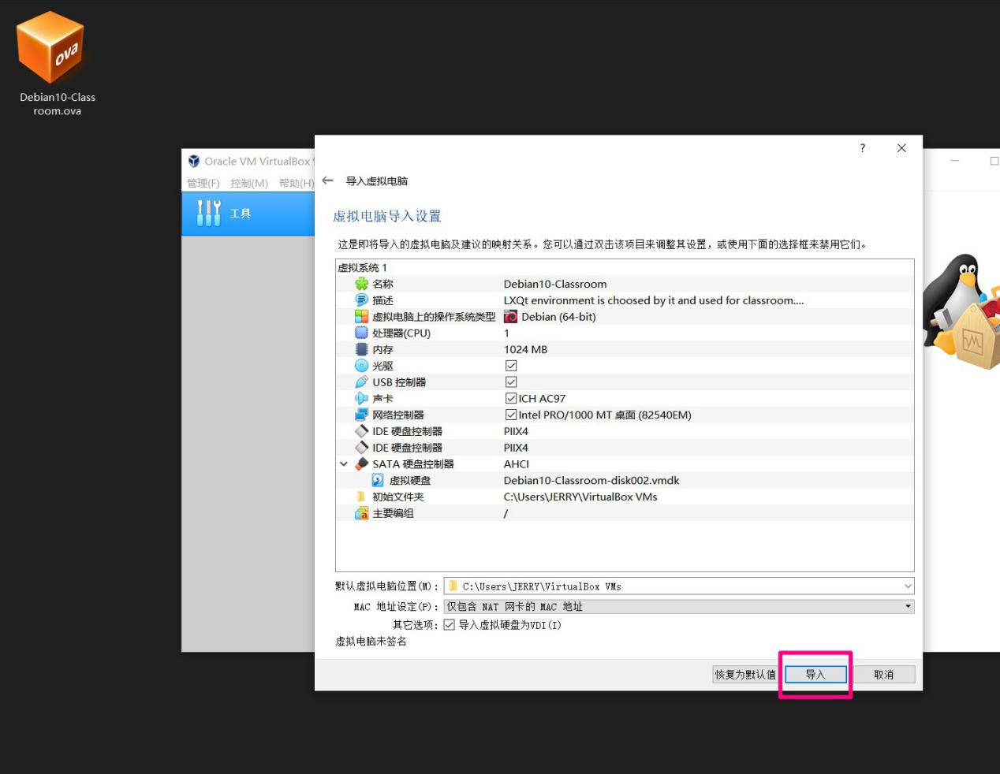 ova
Debian10-Class
room.ova
Oracle VM VirtualBox
管理(F) 控制(M) 帮助(H)
工具
?
导入虚拟电脑
虚拟电脑导入设置
这是即将导入的虚拟电脑及建议的映射关系。您可以通过双击该项目来调整其设置，或使用下面的选择框来禁用它们。
虚拟系统 1
名称 Debian10-Classroom
描述 LXQt environment is choosed by it and used for classroom....
虚拟电脑上的操作系统类型 Debian (64-bit)
处理器(CPU) 1
内存 1024 MB
光驱
USB 控制器
声卡 ICH AC97
网络控制器 Intel PRO/1000 MT 桌面 (82540EM)
IDE 硬盘控制器 PIIX4
IDE 硬盘控制器 PIIX4
SATA 硬盘控制器 AHCI
虚拟硬盘 Debian10-Classroom-disk002.vmdk
初始文件夹 C:\Users\JERRY\VirtualBox VMs
主要编组 /
默认虚拟电脑位置(M)： C:\Users\JERRY\VirtualBox VMs
MAC 地址设定(P)： 仅包含 NAT 网卡的 MAC 地址
其它选项： 导入虚拟硬盘为VDI(I)
虚拟电脑未签名
恢复为默认值 导入 取消